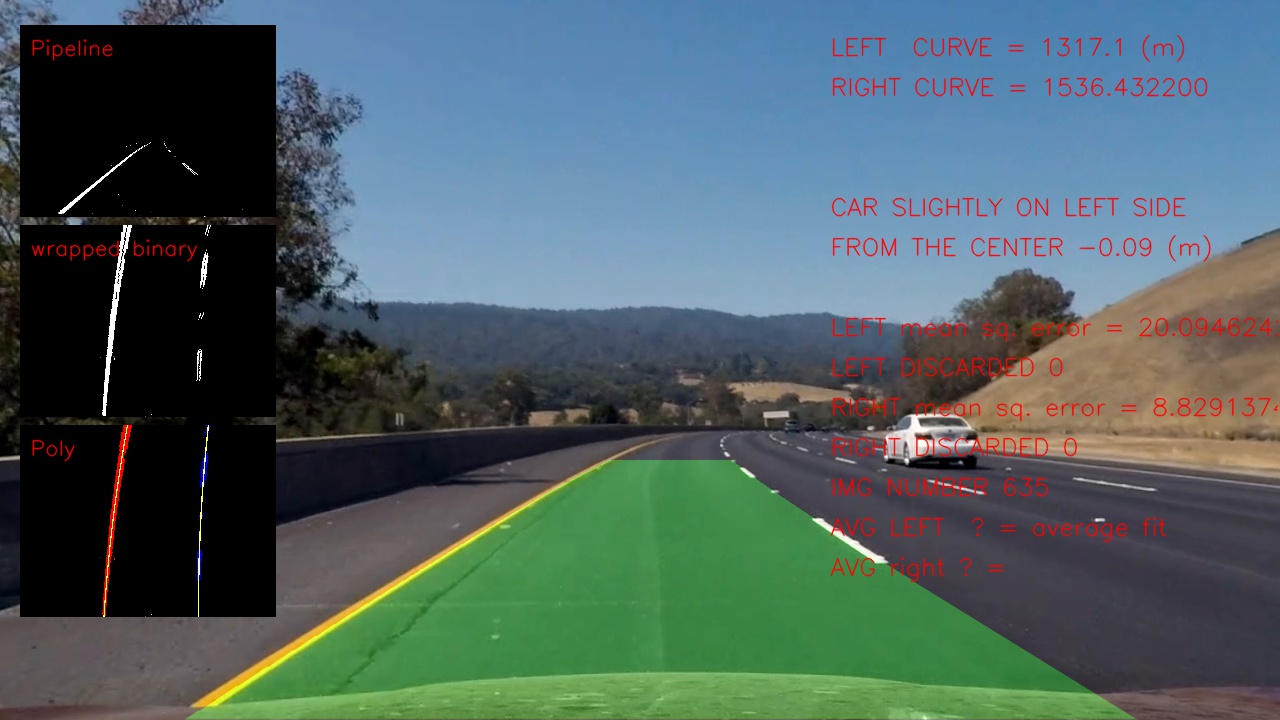 Pipeline
wrapped binary
Poly
LEFT CURVE = 1317.1 (m)
RIGHT CURVE = 1536.432200
CAR SLIGHTLY ON LEFT SIDE
FROM THE CENTER -0.09 (m)
LEFT mean sq. error = 20.094624
LEFT DISCARDED 0
RIGHT mean sq. error = 8.829137
RIGHT DISCARDED 0
IMG NUMBER 635
AVG LEFT ? = average fit
AVG right ? =